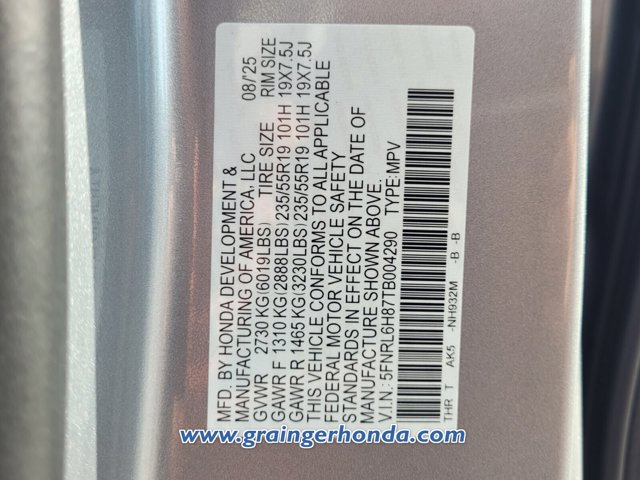 MFD. BY HONDA DEVELOPMENT & 08/'25
MANUFACTURING OF AMERICA, LLC
GVWR 2730 KG(6019LBS) TIRE SIZE RIM SIZE
GAWR F 1310 KG(2888LBS)235/55R19 101H 19X7.5J
GAWR R 1465 KG(3230LBS)235/55R19 101H 19X7.5J
THIS VEHICLE CONFORMS TO ALL APPLICABLE
FEDERAL MOTOR VEHICLE SAFETY
STANDARDS IN EFFECT ON THE DATE OF
MANUFACTURE SHOWN ABOVE.
V.I.N.: 5FNRL6H87TB004290 TYPE:MPV
THR T AK5 -NH932M -B -B
www.graingerhonda.com